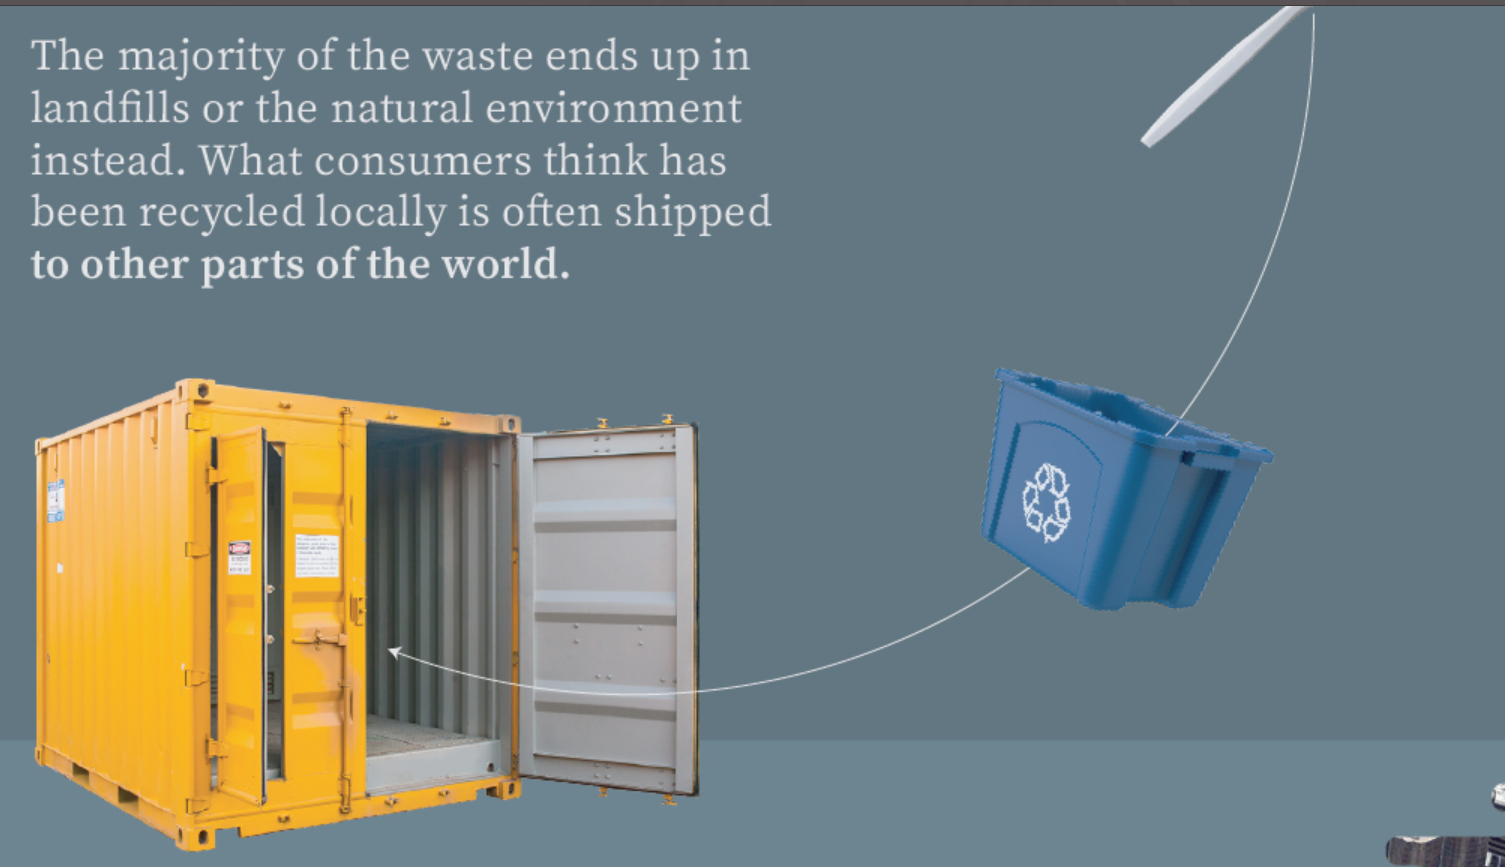 The majority of the waste ends up in
landfills or the natural environment
instead. What consumers think has
been recycled locally is often shipped
to other parts of the world.